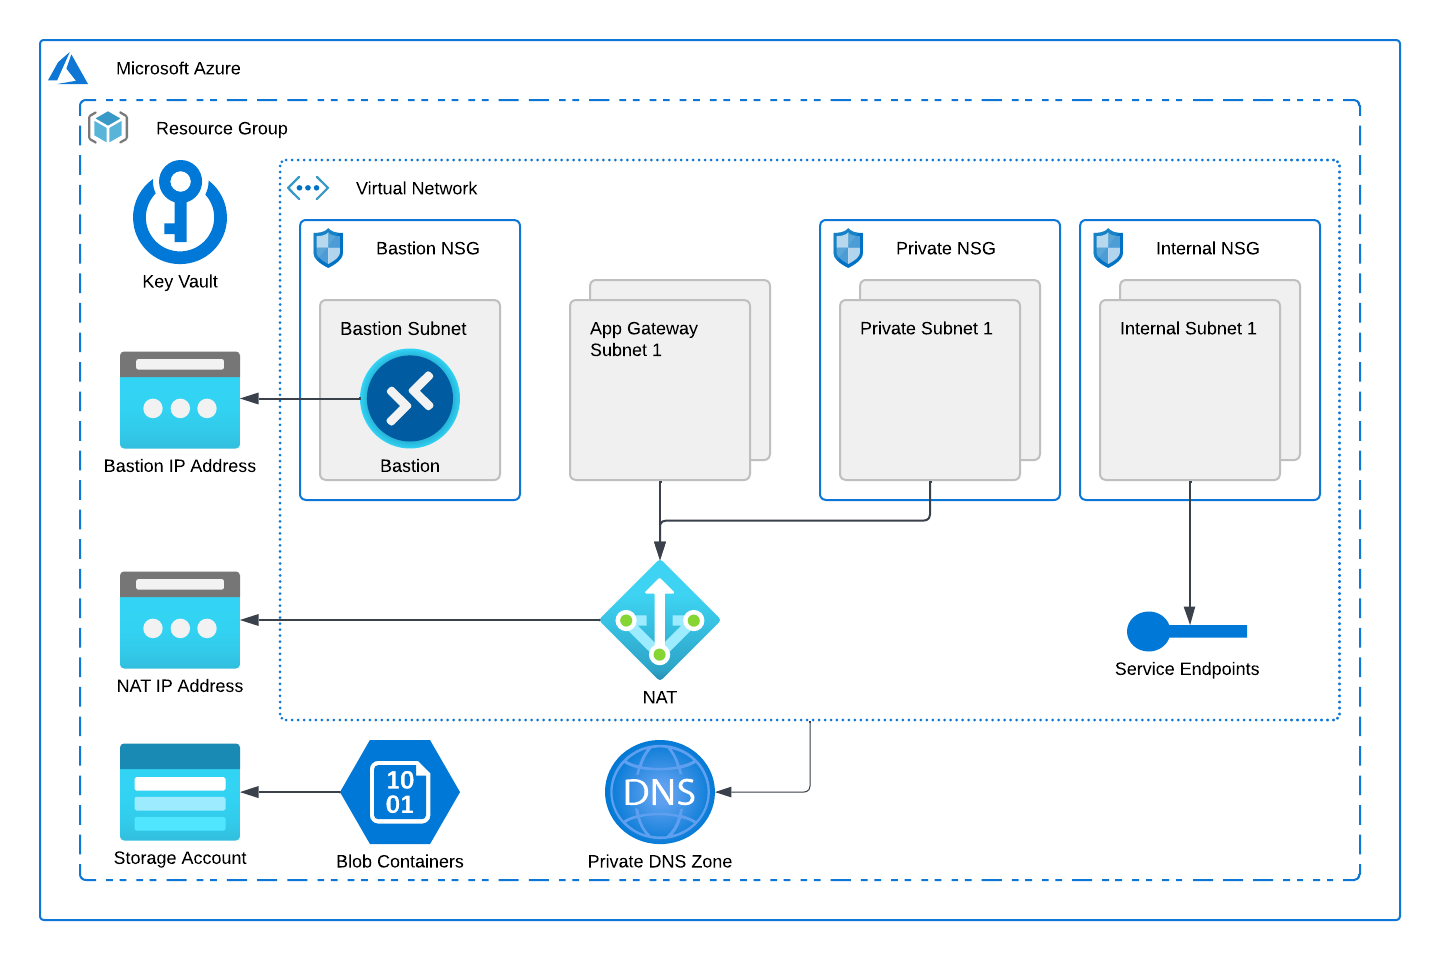 Microsoft Azure
Resource Group
Key Vault
Virtual Network
Bastion NSG
Private NSG
Internal NSG
Bastion Subnet
Bastion
App Gateway
Subnet 1
Private Subnet 1
Internal Subnet 1
Bastion IP Address
NAT IP Address
NAT
Service Endpoints
Storage Account
10
01
Blob Containers
DNS
Private DNS Zone